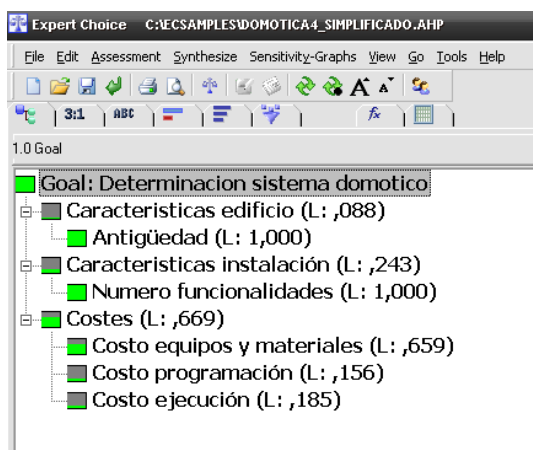 Expert Choice C:\ECSAMPLES\DOMOTICA4_SIMPLIFICADO.AHP
File Edit Assessment Synthesize Sensitivity-Graphs View Go Tools Help
A A
3:1 ABC fx
1.0 Goal
Goal: Determinacion sistema domotico
Caracteristicas edificio (L: ,088)
Antigüedad (L: 1,000)
Caracteristicas instalación (L: ,243)
Numero funcionalidades (L: 1,000)
Costes (L: ,669)
Costo equipos y materiales (L: ,659)
Costo programación (L: ,156)
Costo ejecución (L: ,185)